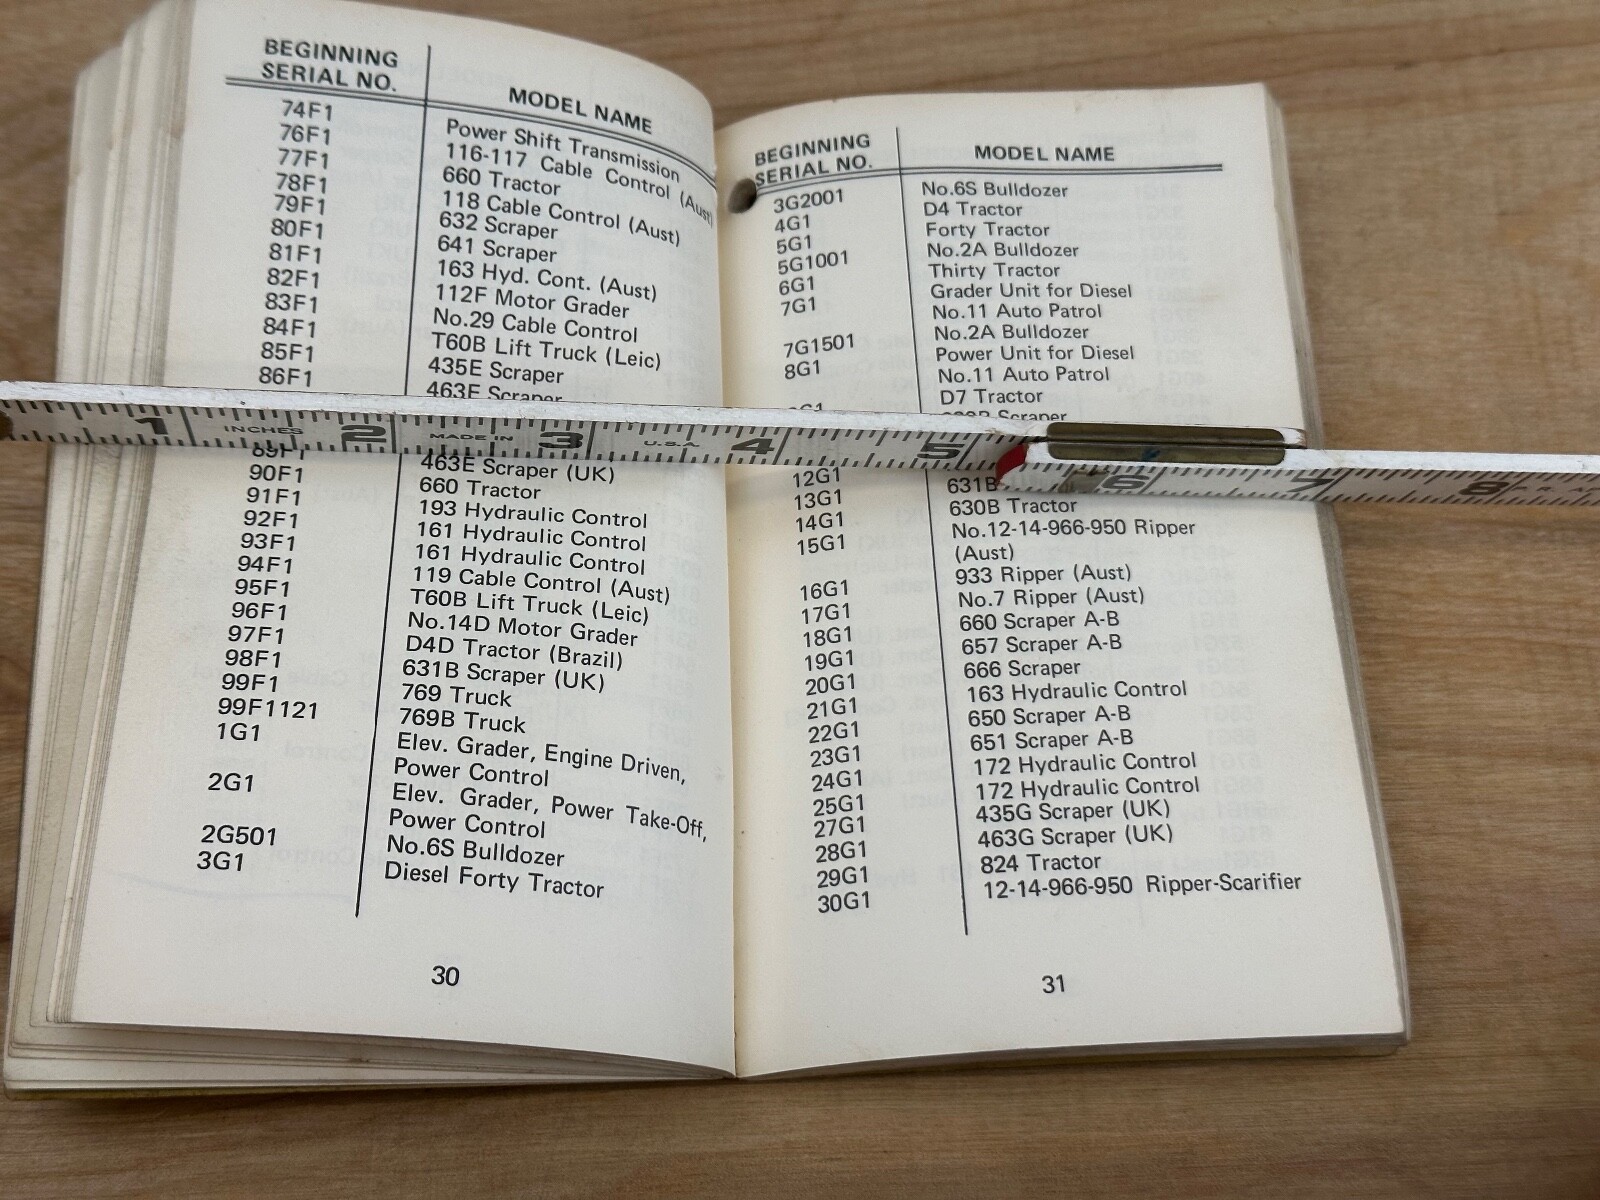 BEGINNING
SERIAL NO.
MODEL NAME
74F1 Power Shift Transmission
76F1 116-117 Cable Control (Aust)
77F1 660 Tractor
78F1 118 Cable Control (Aust)
79F1 632 Scraper
80F1 641 Scraper
81F1 163 Hyd. Cont. (Aust)
82F1 112F Motor Grader
83F1 No.29 Cable Control
84F1 T60B Lift Truck (Leic)
85F1 435E Scraper
86F1 463E Scraper
89F1 463E Scraper (UK)
90F1 660 Tractor
91F1 193 Hydraulic Control
92F1 161 Hydraulic Control
93F1 161 Hydraulic Control
94F1 119 Cable Control (Aust)
95F1 T60B Lift Truck (Leic)
96F1 No.14D Motor Grader
97F1 D4D Tractor (Brazil)
98F1 631B Scraper (UK)
99F1 769 Truck
99F1121 769B Truck
1G1 Elev. Grader, Engine Driven,
Power Control
2G1 Elev. Grader, Power Take-Off,
Power Control
2G501 No.6S Bulldozer
3G1 Diesel Forty Tractor
30
1 INCHES 2 MADE IN 3 U.S.A. 4 5 6 7 8
BEGINNING
SERIAL NO.
MODEL NAME
3G2001 No.6S Bulldozer
4G1 D4 Tractor
5G1 Forty Tractor
5G1001 No.2A Bulldozer
6G1 Thirty Tractor
7G1 Grader Unit for Diesel
No.11 Auto Patrol
7G1501 No.2A Bulldozer
8G1 Power Unit for Diesel
No.11 Auto Patrol
D7 Tractor
Scraper
12G1 631B
13G1 630B Tractor
14G1 No.12-14-966-950 Ripper
15G1 (Aust)
933 Ripper (Aust)
16G1 No.7 Ripper (Aust)
17G1 660 Scraper A-B
18G1 657 Scraper A-B
19G1 666 Scraper
20G1 163 Hydraulic Control
21G1 650 Scraper A-B
22G1 651 Scraper A-B
23G1 172 Hydraulic Control
24G1 172 Hydraulic Control
25G1 435G Scraper (UK)
27G1 463G Scraper (UK)
28G1 824 Tractor
29G1 12-14-966-950 Ripper-Scarifier
30G1
31